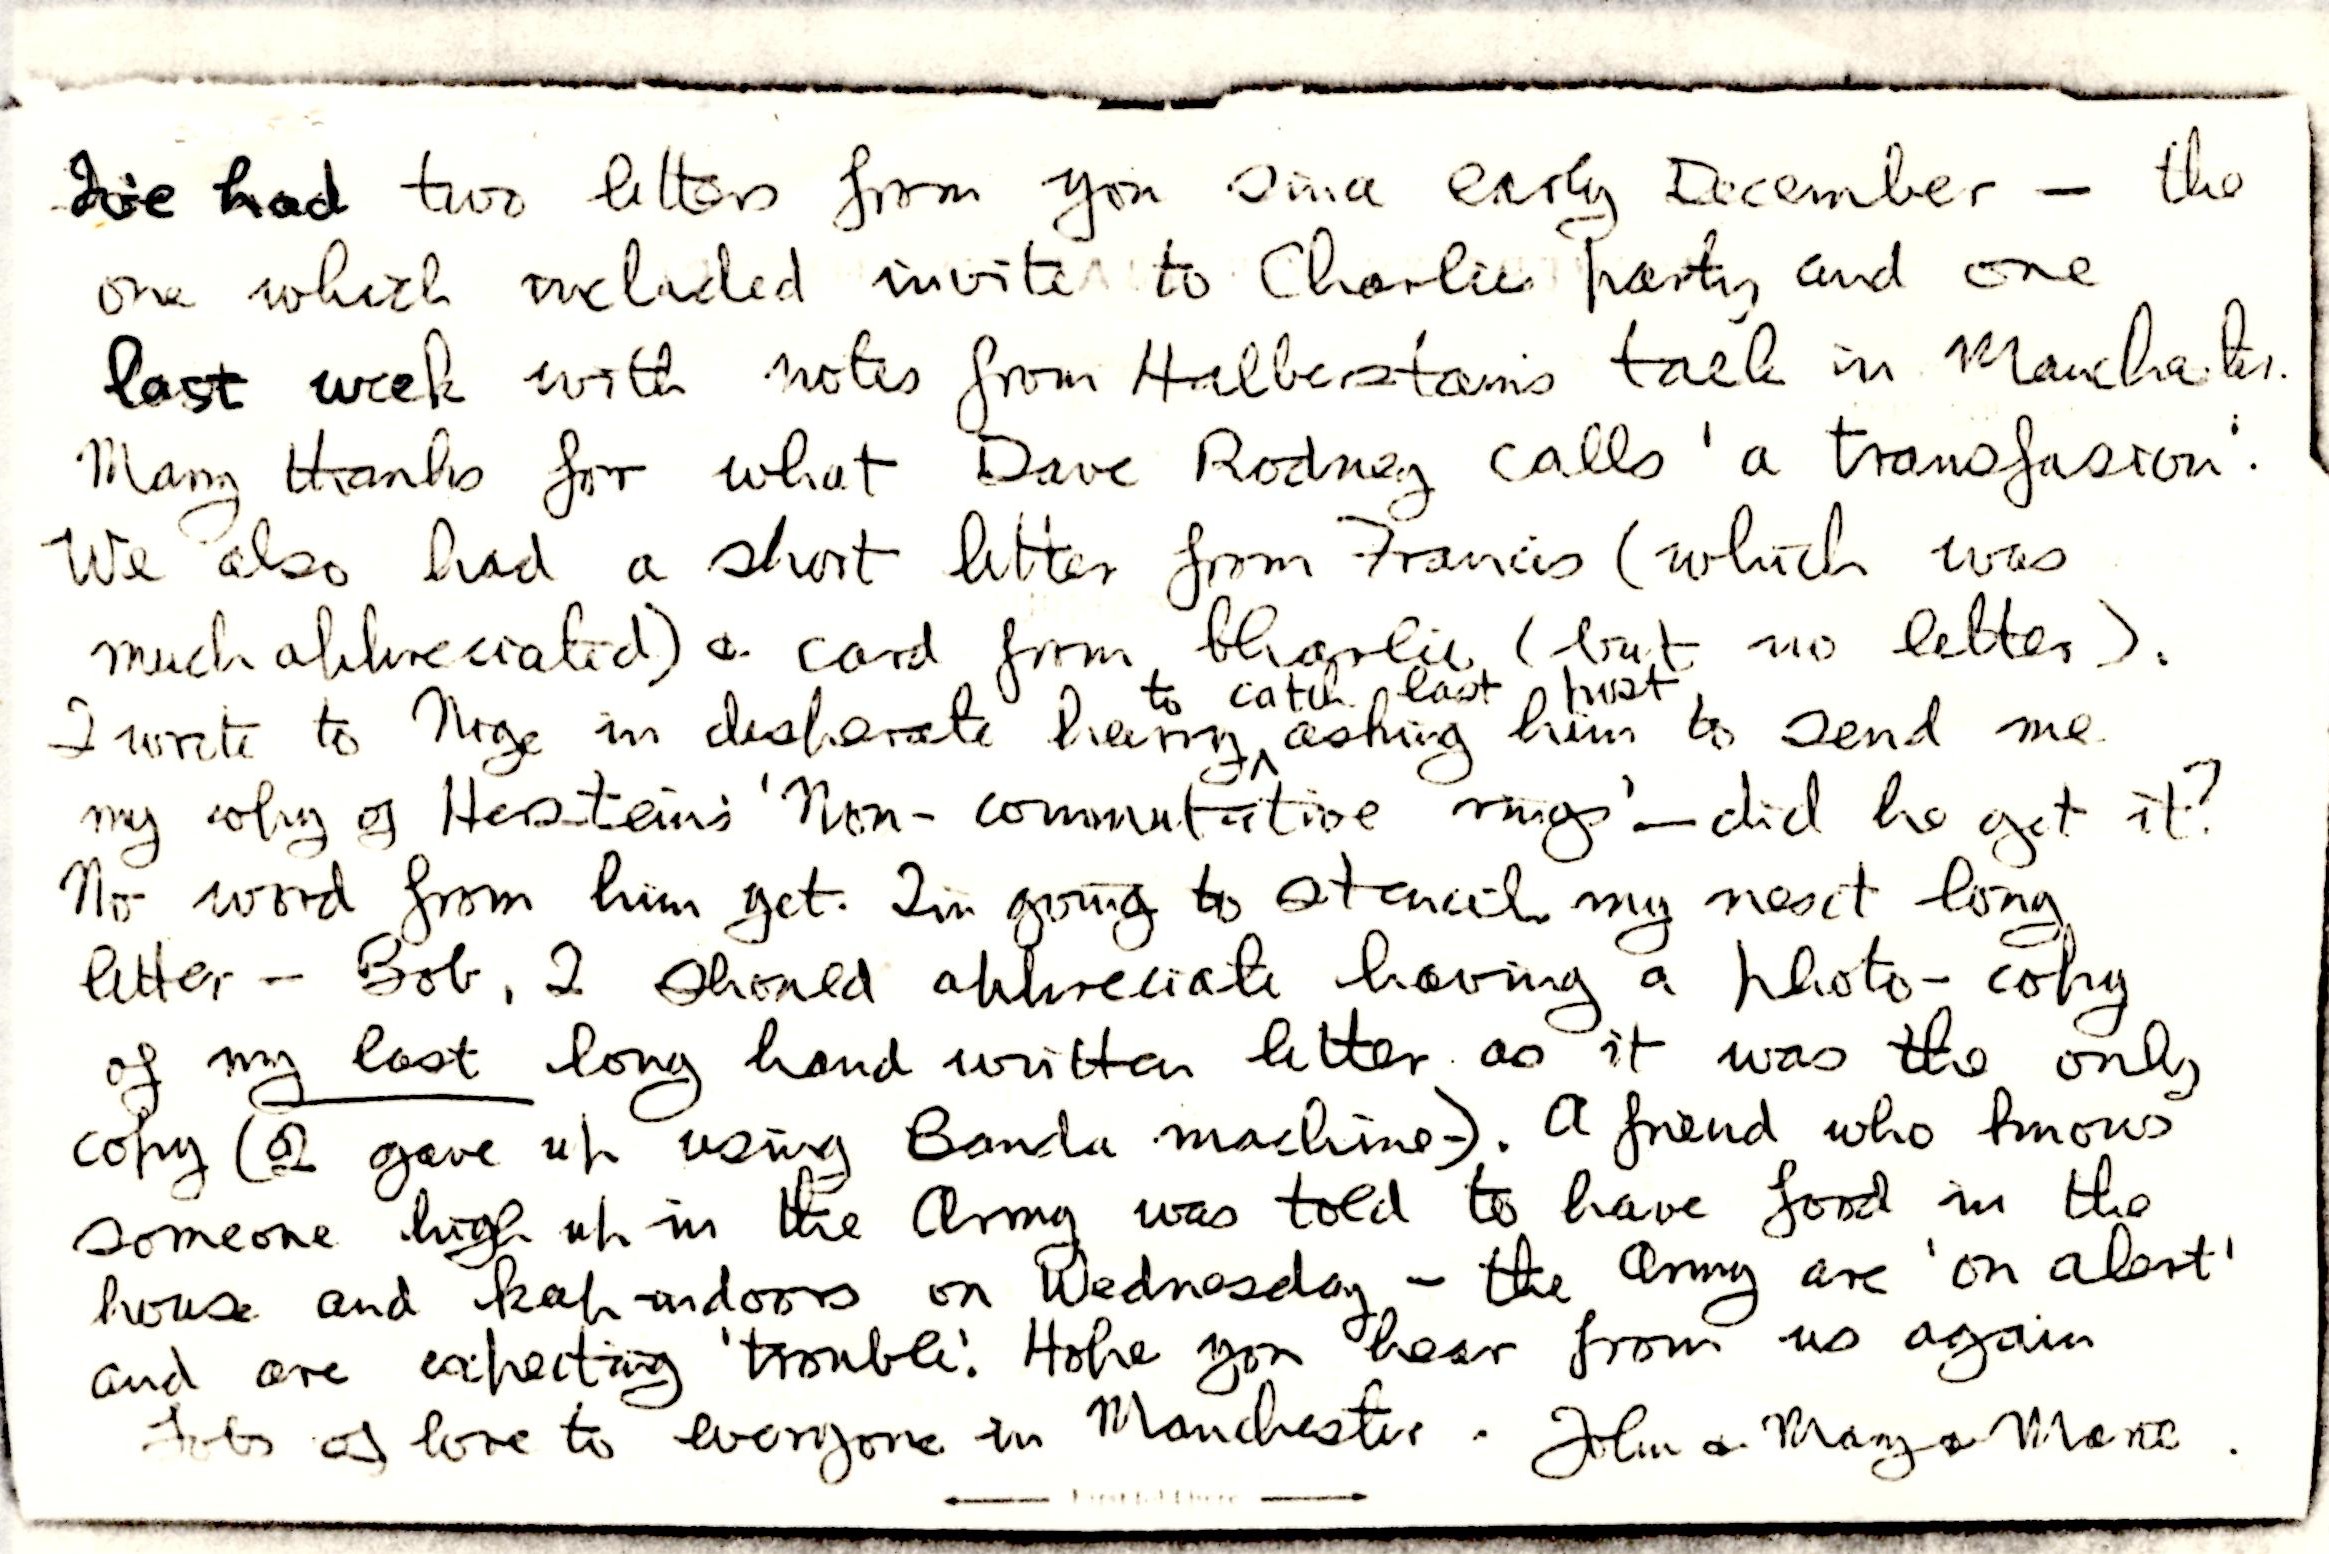 I've had two letters from you since early December – the
one which included invite to Charlies party and one
last week with notes from Halberstam's talk in Manchester.
Many thanks for what Dave Rodney calls 'a transfusion'.
We also had a short letter from Francis (which was
much appreciated) & card from Charlie (but no letter).
to catch last post
I wrote to Nige in desperate hurry ^ asking him to send me
my copy of Herstein's 'Non-commutative rings' – did he get it?
No word from him yet. I'm going to stencil my next long
letter – Bob, I should appreciate having a photo-copy
of my last long hand written letter as it was the only
copy (I gave up using Banda machine). A friend who knows
someone high up in the Army was told to have food in the
house and keep indoors on Wednesday – the Army are 'on alert'
and are expecting 'trouble'. Hope you hear from us again
Lots of love to everyone in Manchester. John & Mary & Marie.
First fold here